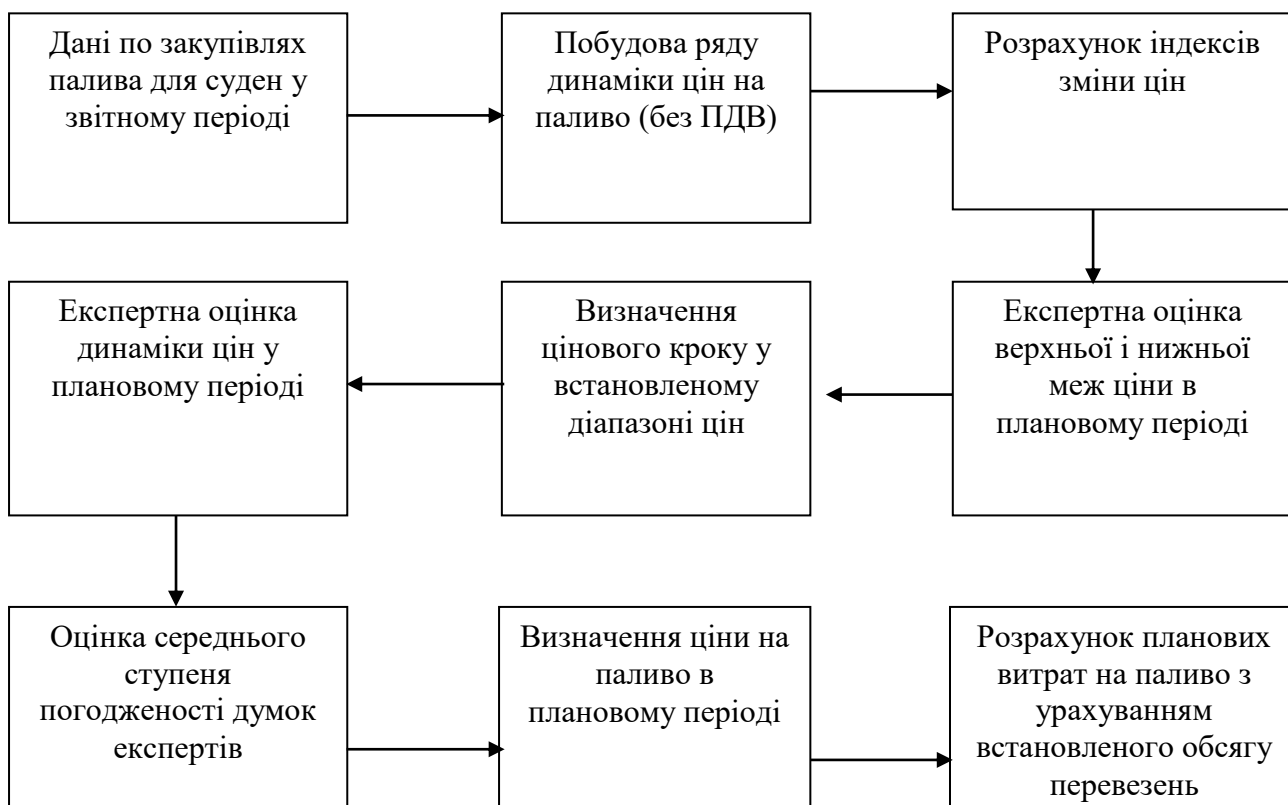 Дані по закупівлях
палива для суден у
звітному періоді
Побудова ряду
динаміки цін на
паливо (без ПДВ)
Розрахунок індексів
зміни цін
Експертна оцінка
верхньої і нижньої
меж ціни в
плановому періоді
Визначення
цінового кроку у
встановленому
діапазоні цін
Експертна оцінка
динаміки цін у
плановому періоді
Оцінка середнього
ступеня
погодженості думок
експертів
Визначення ціни на
паливо в
плановому періоді
Розрахунок планових
витрат на паливо з
урахуванням
встановленого обсягу
перевезень